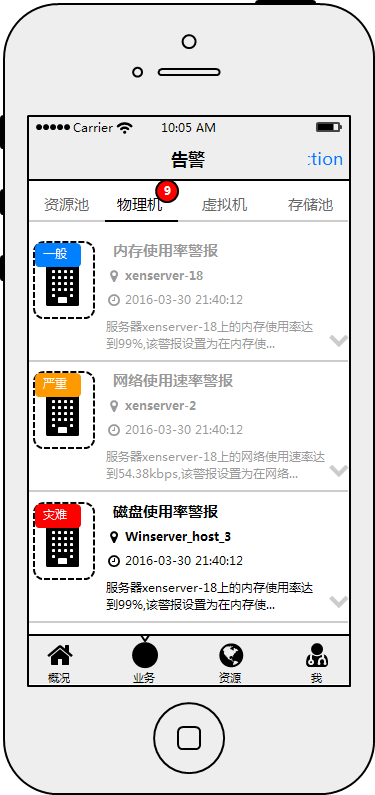 Carrier 10:05 AM
告警 :tion
资源池 物理机 9 虚拟机 存储池
一般 内存使用率警报
xenserver-18
2016-03-30 21:40:12
服务器xenserver-18上的内存使用率达
到99%,该警报设置为在内存使...
严重 网络使用速率警报
xenserver-2
2016-03-30 21:40:12
服务器xenserver-18上的网络使用速率达
到54.38kbps,该警报设置为在网络...
灾难 磁盘使用率警报
Winserver_host_3
2016-03-30 21:40:12
服务器xenserver-18上的内存使用率达
到99%,该警报设置为在内存使...
概况 业务 资源 我